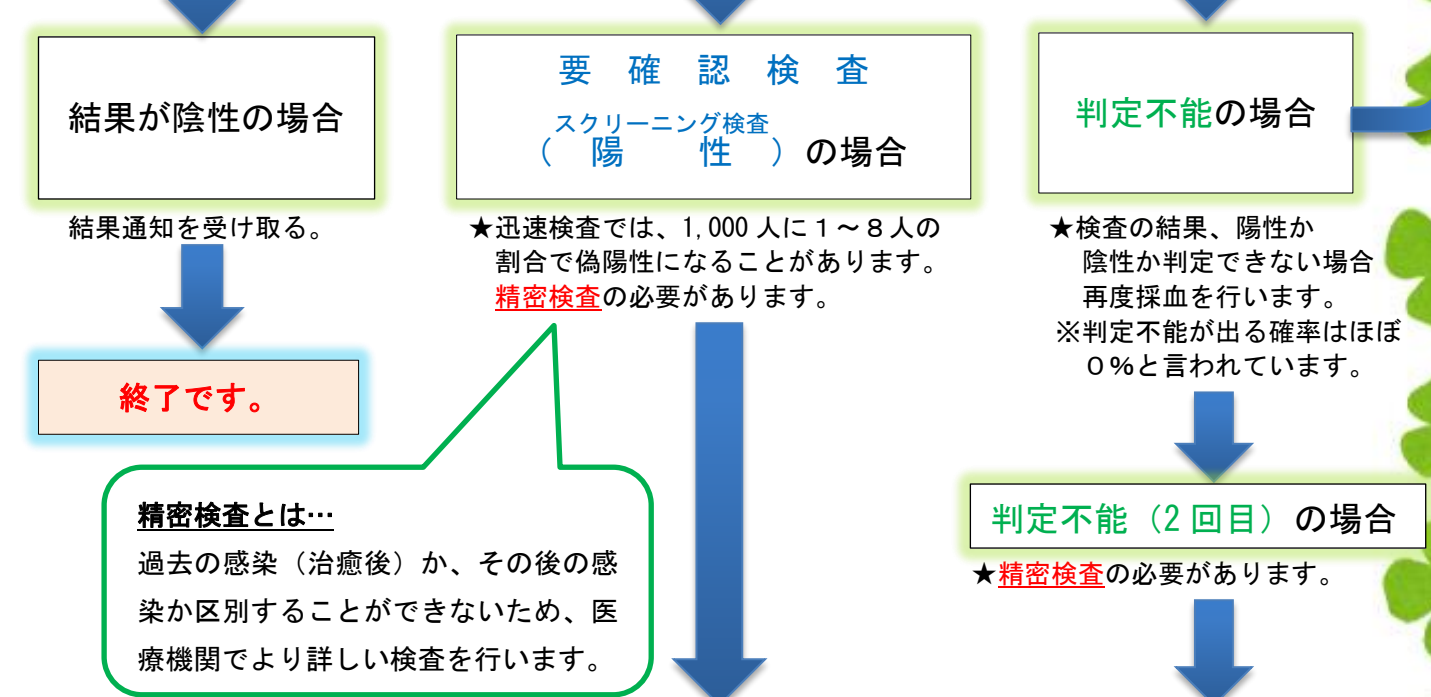 結果が陰性の場合
結果通知を受け取る。
終了です。
要確認検査
スクリーニング検査
（陽性）の場合
★迅速検査では、1,000人に１～８人の
割合で偽陽性になることがあります。
精密検査の必要があります。
精密検査とは…
過去の感染（治癒後）か、その後の感
染か区別することができないため、医
療機関でより詳しい検査を行います。
判定不能の場合
★検査の結果、陽性か
陰性か判定できない場合
再度採血を行います。
※判定不能が出る確率はほぼ
０％と言われています。
判定不能（2回目）の場合
★精密検査の必要があります。